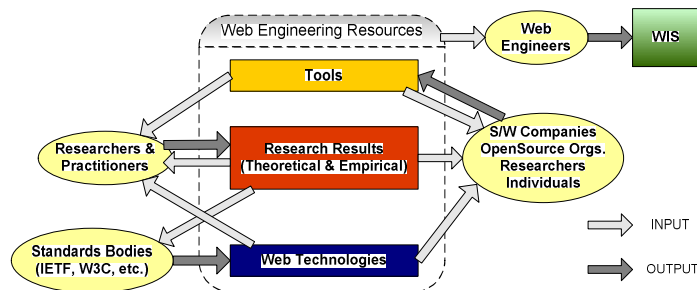 Web Engineering Resources
Web
Engineers
WIS
Tools
Researchers &
Practitioners
Research Results
(Theoretical & Empirical)
S/W Companies
OpenSource Orgs.
Researchers
Individuals
Standards Bodies
(IETF, W3C, etc.)
Web Technologies
INPUT
OUTPUT